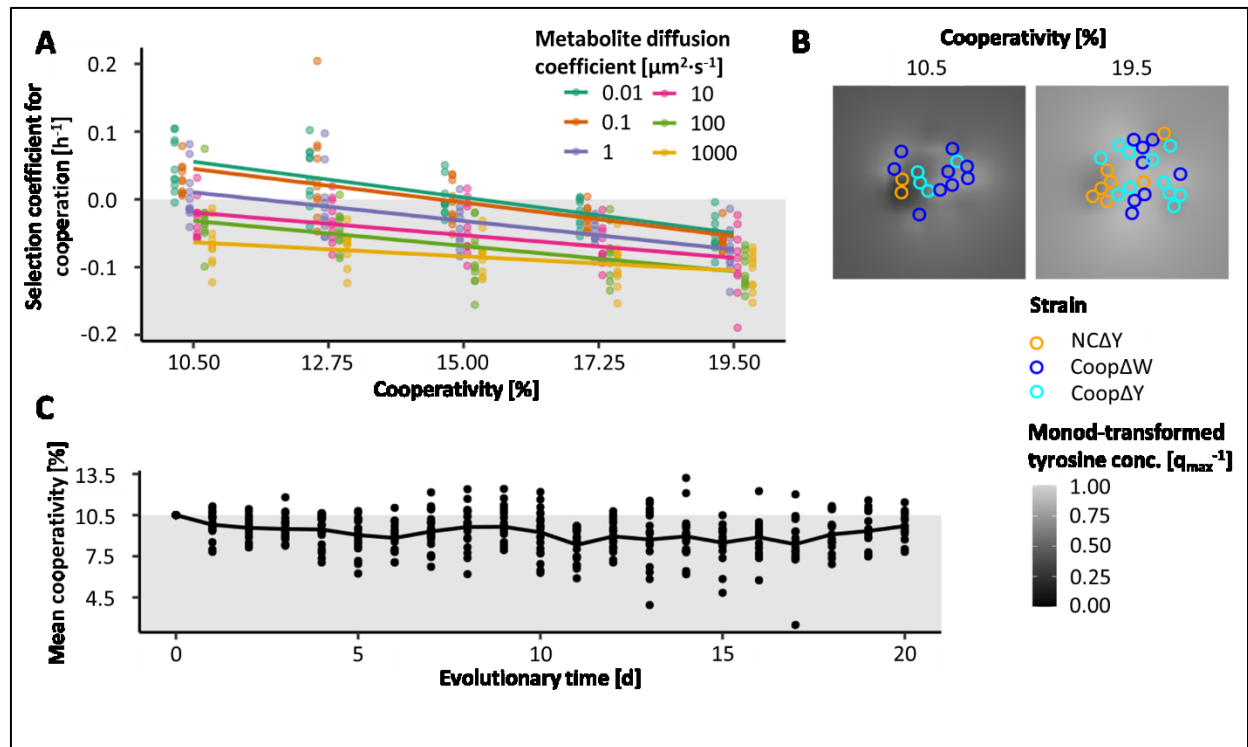 A
Selection coefficient for
cooperation [h⁻¹]
0.2
0.1
0.0
-0.1
-0.2
Metabolite diffusion
coefficient [µm²·s⁻¹]
0.01 10
0.1 100
1 1000
10.50 12.75 15.00 17.25 19.50
Cooperativity [%]
B
Cooperativity [%]
10.5 19.5
Strain
NCΔY
CoopΔW
CoopΔY
Monod-transformed
tyrosine conc. [qmax⁻¹]
1.00
0.75
0.50
0.25
0.00
C
Mean cooperativity [%]
13.5
10.5
7.5
4.5
0 5 10 15 20
Evolutionary time [d]